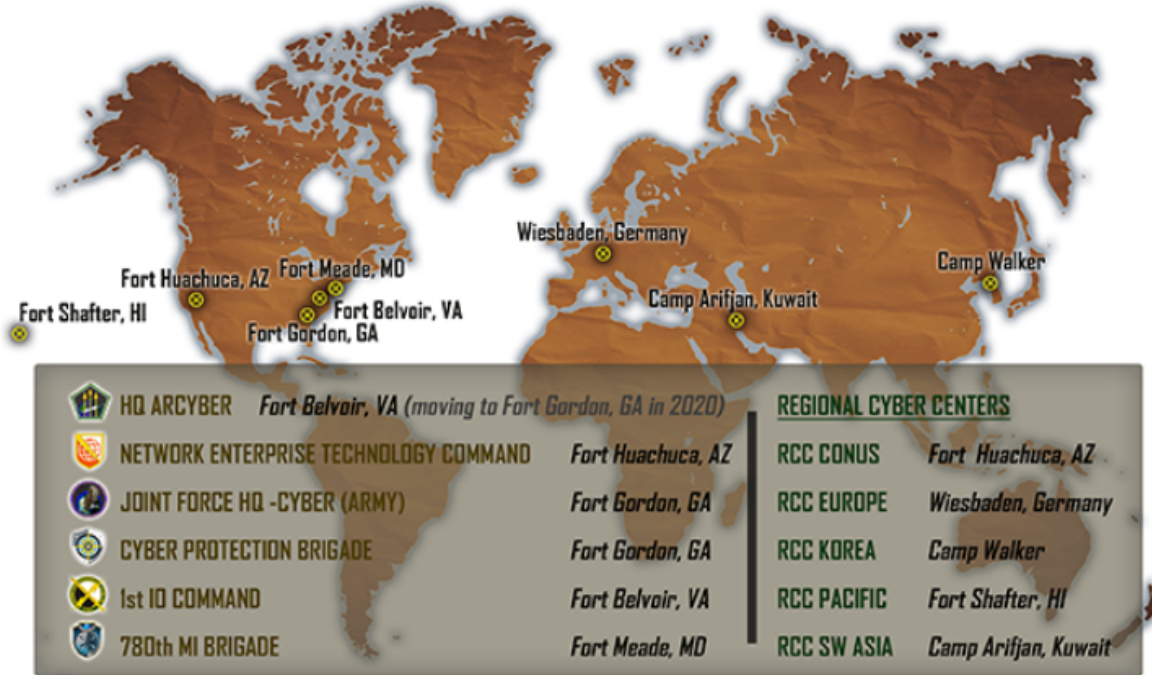 Wiesbaden, Germany
Camp Walker
Fort Huachuca, AZ
Fort Meade, MD
Camp Arifjan, Kuwait
Fort Shafter, HI
Fort Belvoir, VA
Fort Gordon, GA
HQ ARCYBER Fort Belvoir, VA (moving to Fort Gordon, GA in 2020)
NETWORK ENTERPRISE TECHNOLOGY COMMAND Fort Huachuca, AZ
JOINT FORCE HQ -CYBER (ARMY) Fort Gordon, GA
CYBER PROTECTION BRIGADE Fort Gordon, GA
1st IO COMMAND Fort Belvoir, VA
780th MI BRIGADE Fort Meade, MD
REGIONAL CYBER CENTERS
RCC CONUS Fort Huachuca, AZ
RCC EUROPE Wiesbaden, Germany
RCC KOREA Camp Walker
RCC PACIFIC Fort Shafter, HI
RCC SW ASIA Camp Arifjan, Kuwait